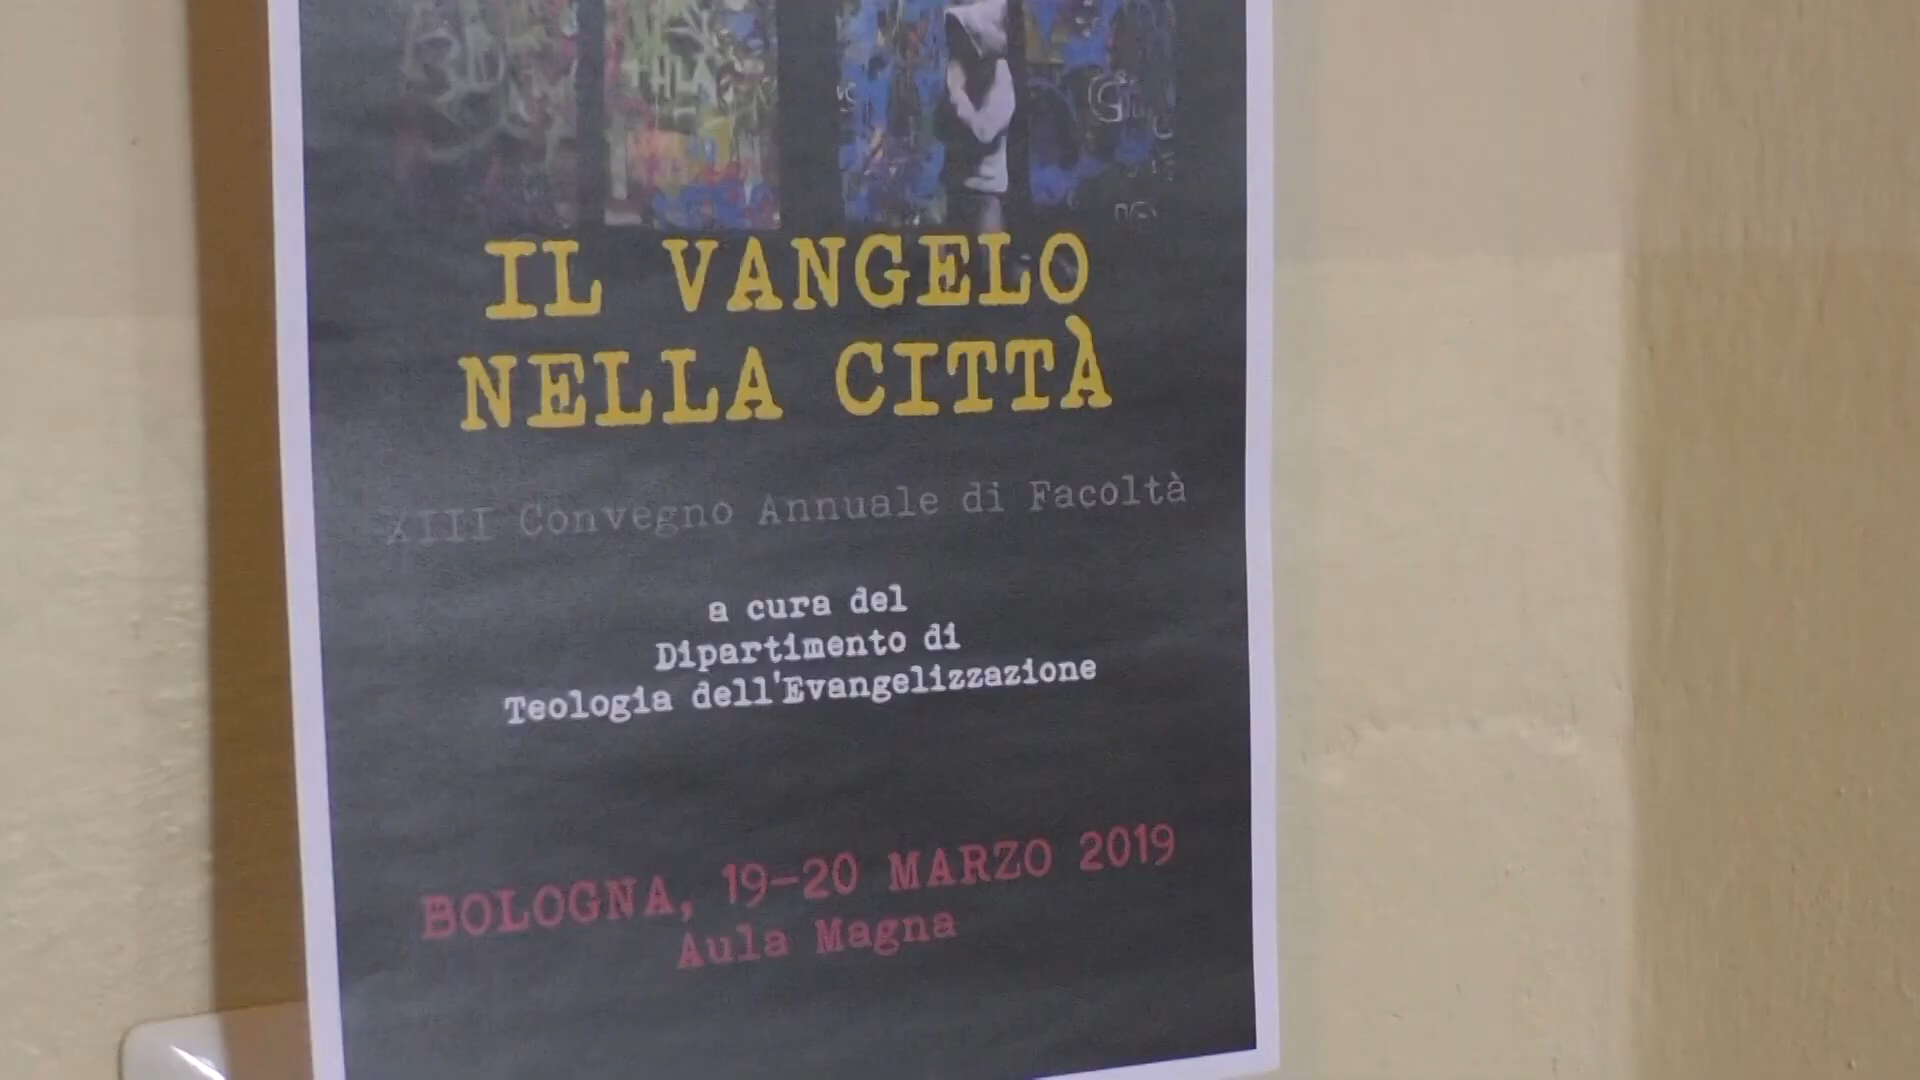 IL VANGELO
NELLA CITTÀ
XIII Convegno Annuale di Facoltà
a cura del
Dipartimento di
Teologia dell'Evangelizzazione
BOLOGNA, 19-20 MARZO 2019
Aula Magna